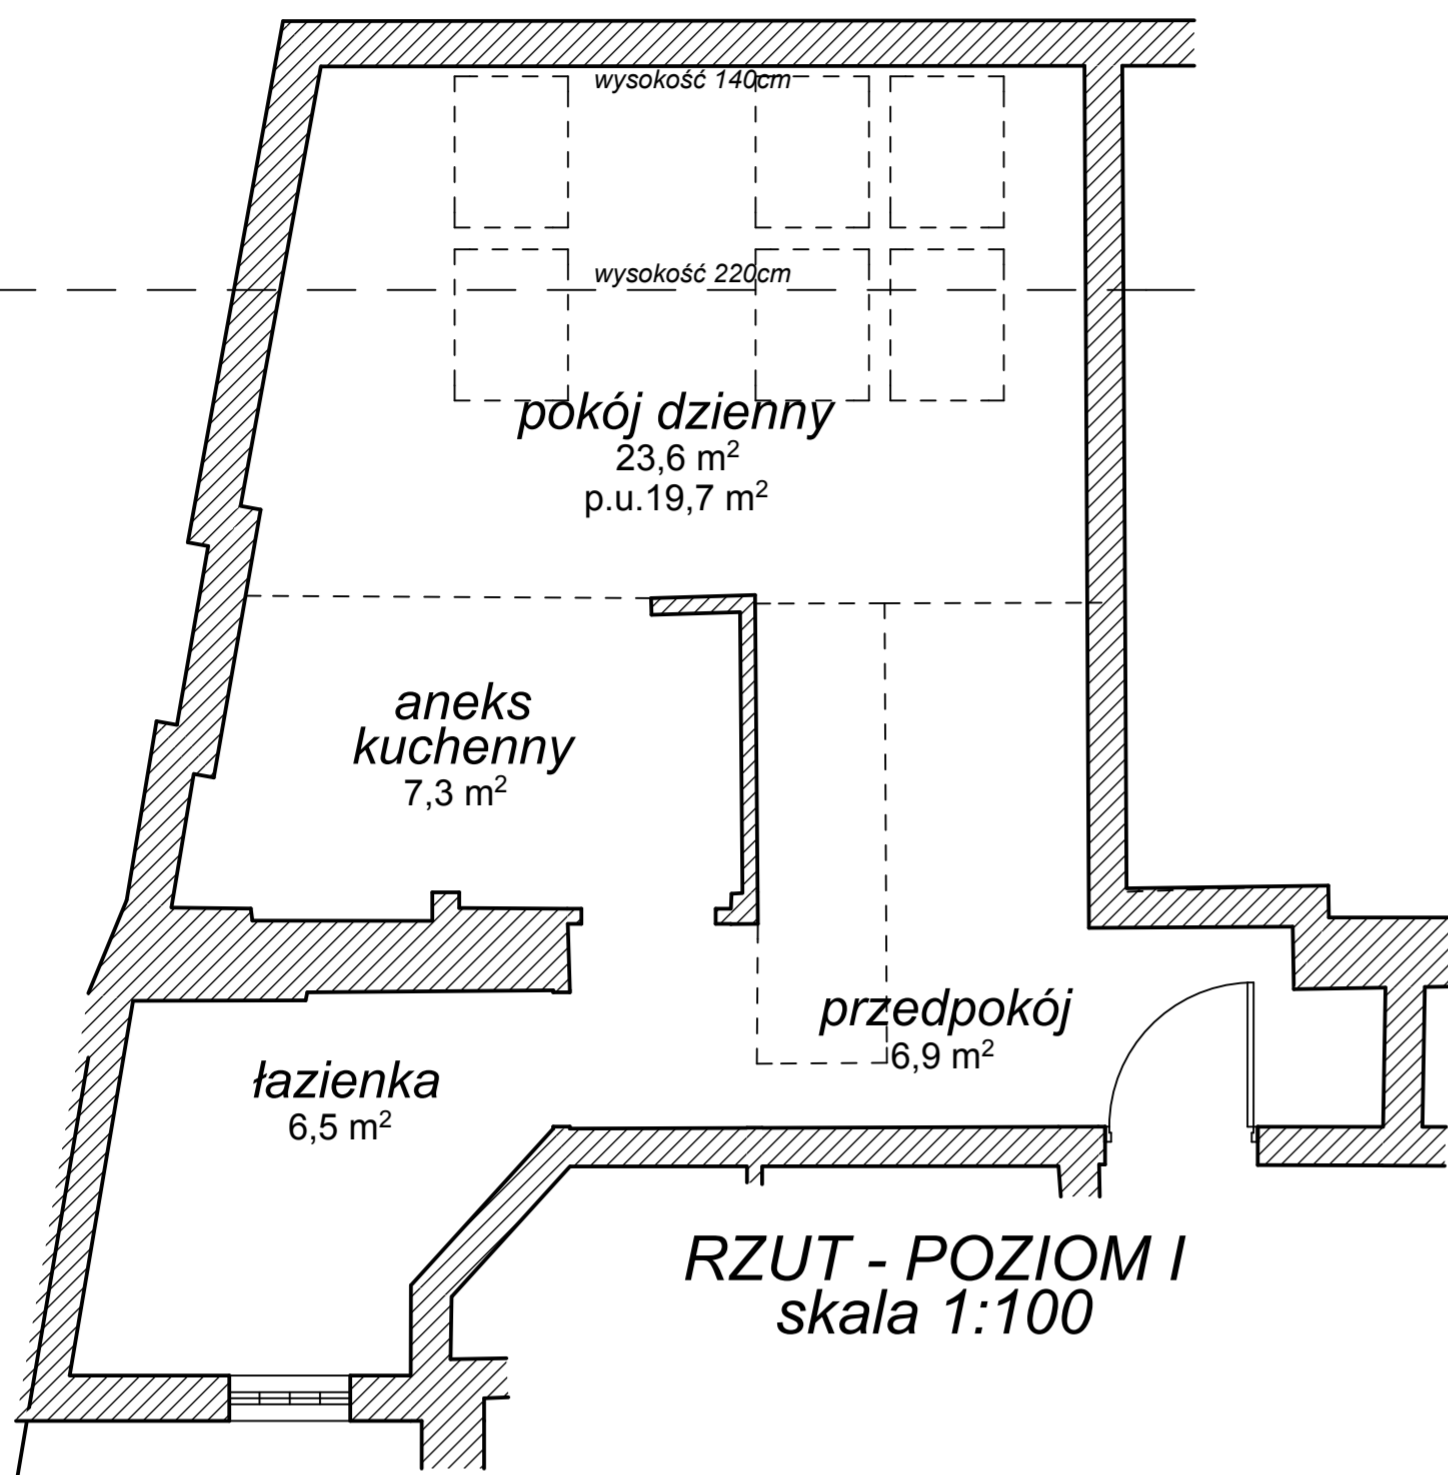 wysokość 140cm
wysokość 220cm
pokój dzienny
23,6 m²
p.u.19,7 m²
aneks
kuchenny
7,3 m²
przedpokój
6,9 m²
łazienka
6,5 m²
RZUT - POZIOM I
skala 1:100